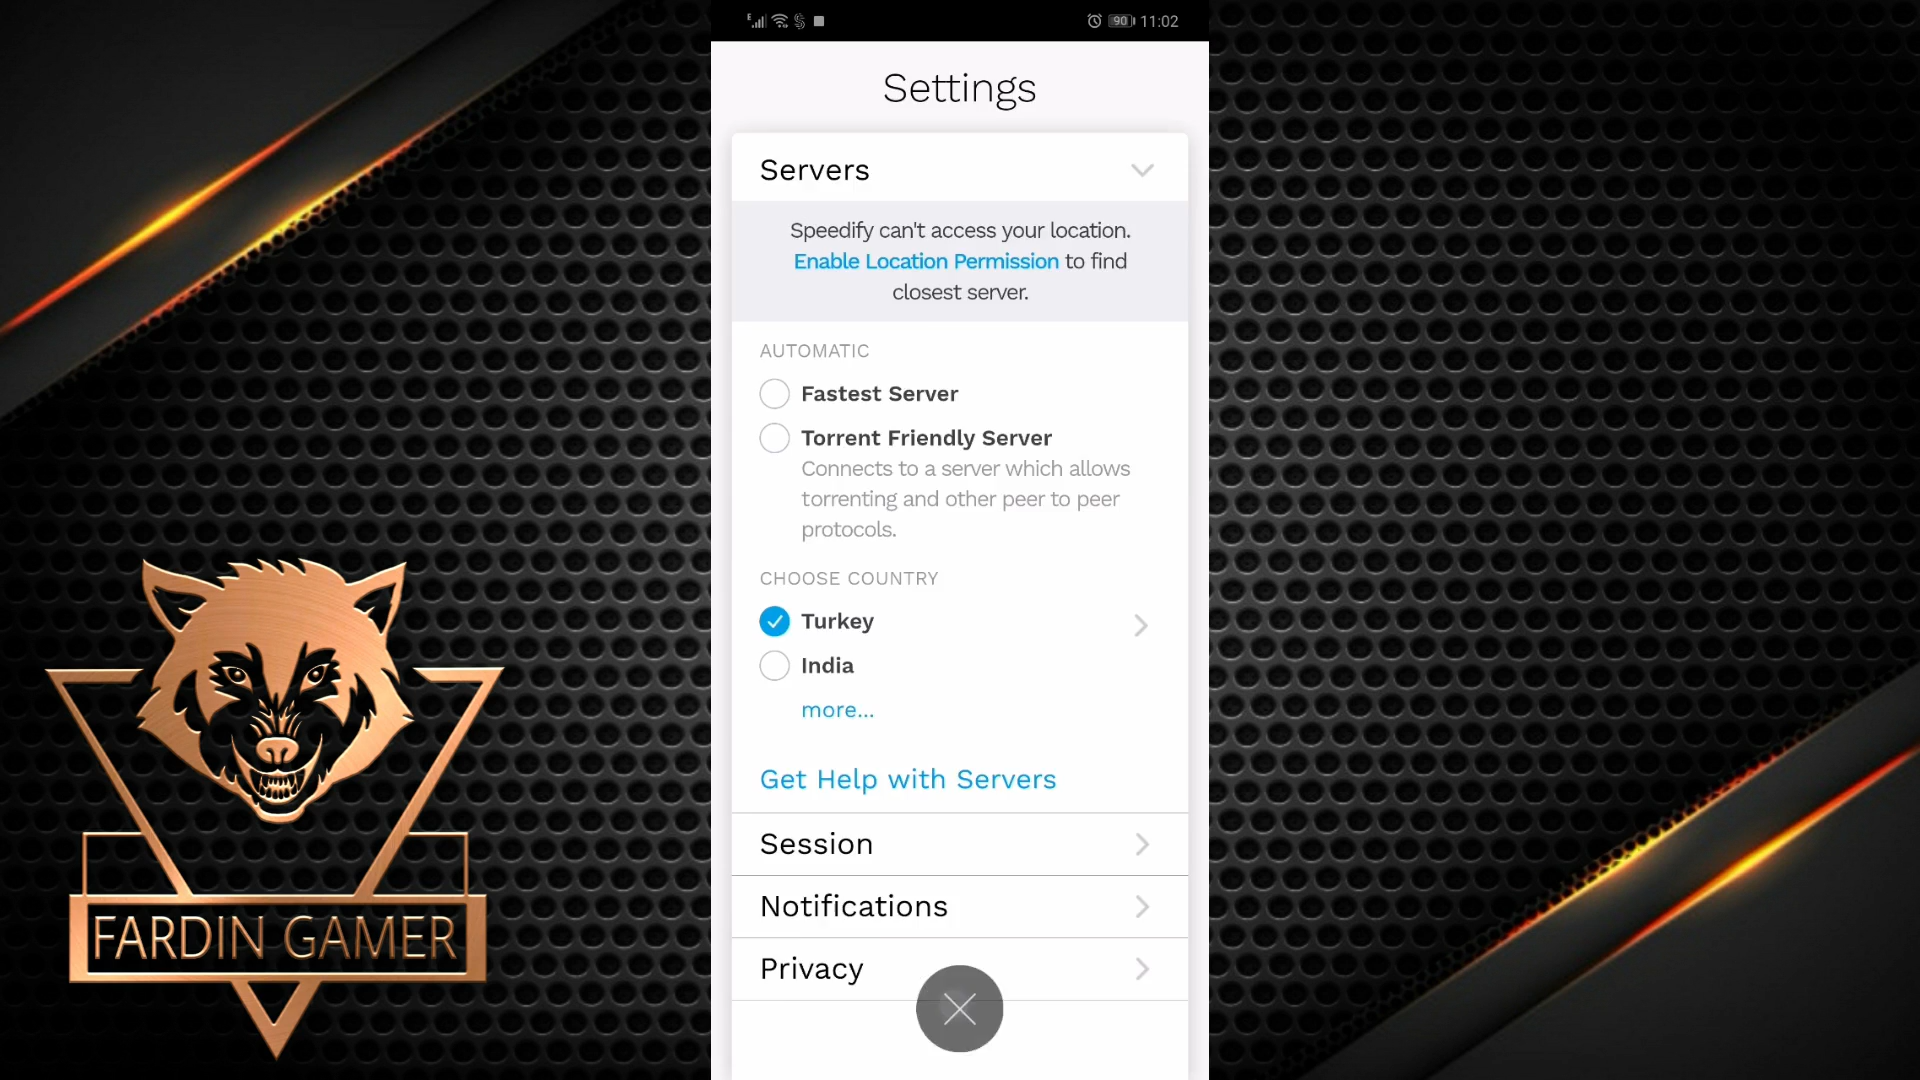 E
90
11:02
Settings
Servers
Speedify can't access your location.
Enable Location Permission to find
closest server.
AUTOMATIC
Fastest Server
Torrent Friendly Server
Connects to a server which allows
torrenting and other peer to peer
protocols.
CHOOSE COUNTRY
Turkey
India
more...
Get Help with Servers
Session
Notifications
Privacy
FARDIN GAMER